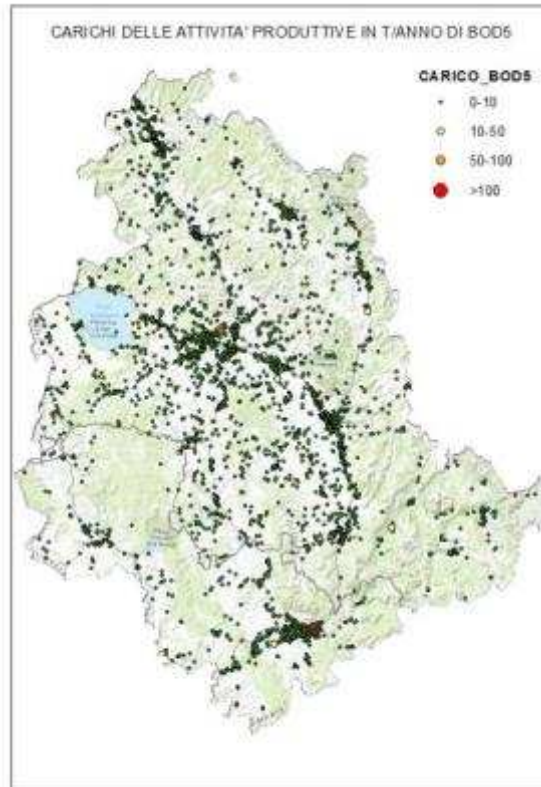 CARICHI DELLE ATTIVITA' PRODUTTIVE IN T/ANNO DI BOD5
CARICO_BOD5
0-10
10-50
50-100
>100